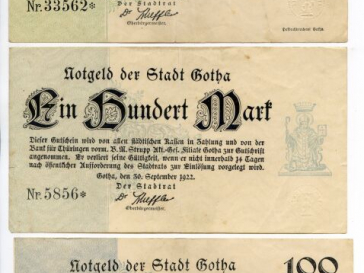 Nr.33562*
Der Stadtrat
Oberbürgermeister.
Notgeld der Stadt Gotha
Ein Hundert Mark
Dieser Gutschein wird von allen städtischen Kassen in Zahlung und von der
Bank für Thüringen vorm. B. M. Strupp Akt.-Ges. Filiale Gotha zur Gutschrift
angenommen. Er verliert seine Gültigkeit, wenn er nicht innerhalb 14 Tagen
nach öffentlicher Aufforderung des Stadtrats zur Einlösung vorgelegt wird.
Gotha, den 30. September 1922.
Der Stadtrat
Nr.5856*
Oberbürgermeister.
Notgeld der Stadt Gotha
100